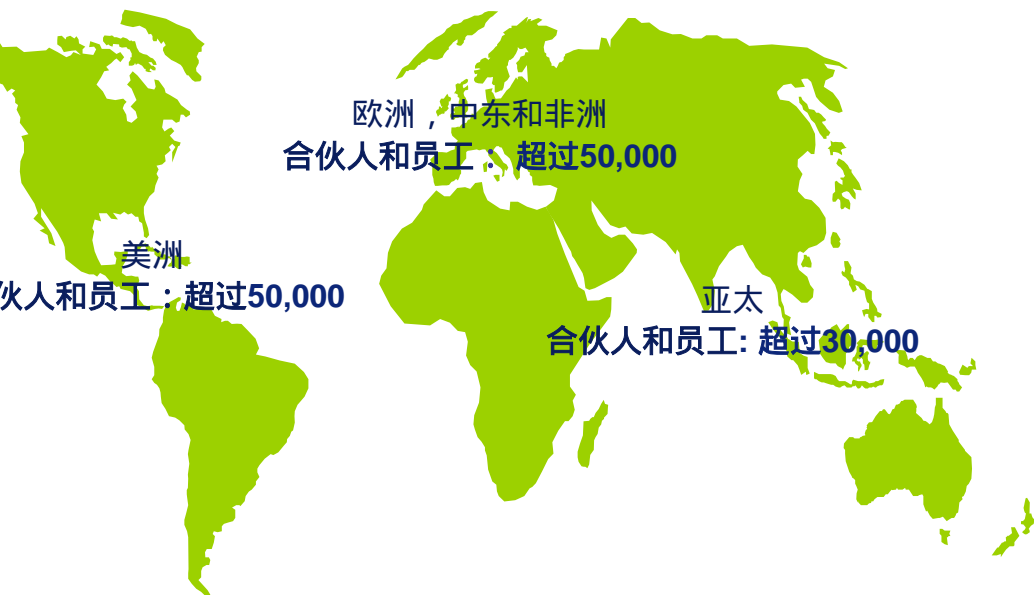 欧洲，中东和非洲
合伙人和员工： 超过50,000
美洲
伙人和员工：超过50,000
亚太
合伙人和员工: 超过30,000